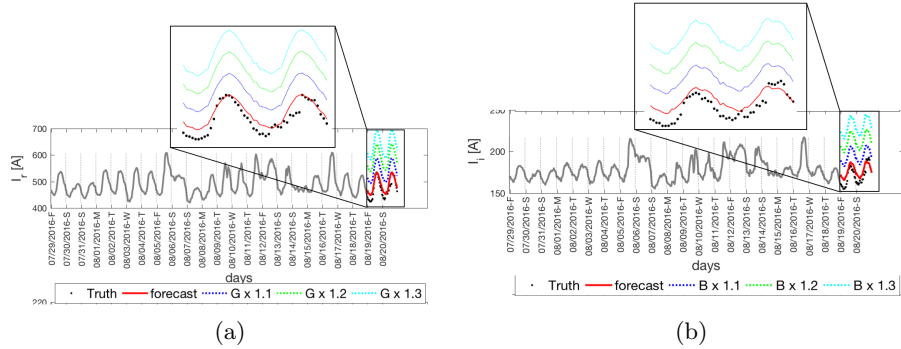 700
600
500
400
I_r [A]
07/29/2016-F
07/30/2016-S
07/31/2016-S
08/01/2016-M
08/02/2016-T
08/03/2016-W
08/04/2016-T
08/05/2016-F
08/06/2016-S
08/07/2016-S
08/08/2016-M
08/09/2016-T
08/10/2016-W
08/11/2016-T
08/12/2016-F
08/13/2016-S
08/14/2016-S
08/15/2016-M
08/16/2016-T
08/17/2016-W
08/18/2016-T
08/19/2016-F
08/20/2016-S
days
Truth forecast G x 1.1 G x 1.2 G x 1.3
220
(a)
250
200
150
I_i [A]
07/29/2016-F
07/30/2016-S
07/31/2016-S
08/01/2016-M
08/02/2016-T
08/03/2016-W
08/05/2016-F
08/06/2016-S
08/07/2016-S
08/08/2016-M
08/09/2016-T
08/10/2016-W
08/11/2016-T
08/12/2016-F
08/13/2016-S
08/14/2016-S
08/15/2016-M
08/16/2016-T
08/17/2016-W
08/18/2016-T
08/19/2016-F
08/20/2016-S
days
Truth forecast B x 1.1 B x 1.2 B x 1.3
(b)